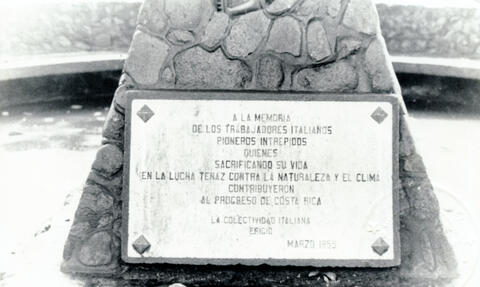 A LA MEMORIA
DE LOS TRABAJADORES ITALIANOS
PIONEROS INTREPIDOS
QUIENES
SACRIFICANDO SU VIDA
EN LA LUCHA TENAZ CONTRA LA NATURALEZA Y EL CLIMA
CONTRIBUYERON
AL PROGRESO DE COSTA RICA
LA COLECTIVIDAD ITALIANA
ERIGIO
MARZO 1955